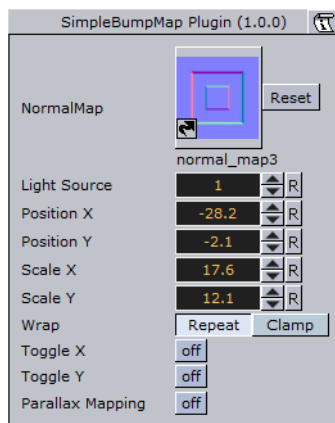 SimpleBumpMap Plugin (1.0.0)
NormalMap
Reset
normal_map3
Light Source 1 R
Position X -28.2 R
Position Y -2.1 R
Scale X 17.6 R
Scale Y 12.1 R
Wrap Repeat Clamp
Toggle X off
Toggle Y off
Parallax Mapping off